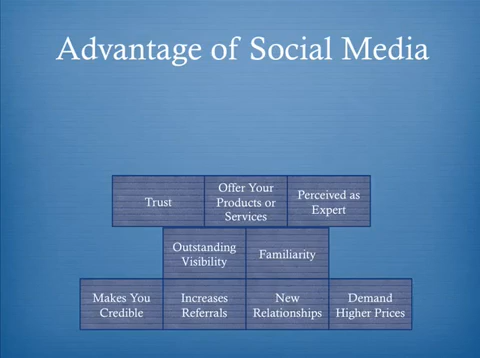 Advantage of Social Media
Trust
Offer Your
Products or
Services
Perceived as
Expert
Outstanding
Visibility
Familiarity
Makes You
Credible
Increases
Referrals
New
Relationships
Demand
Higher Prices